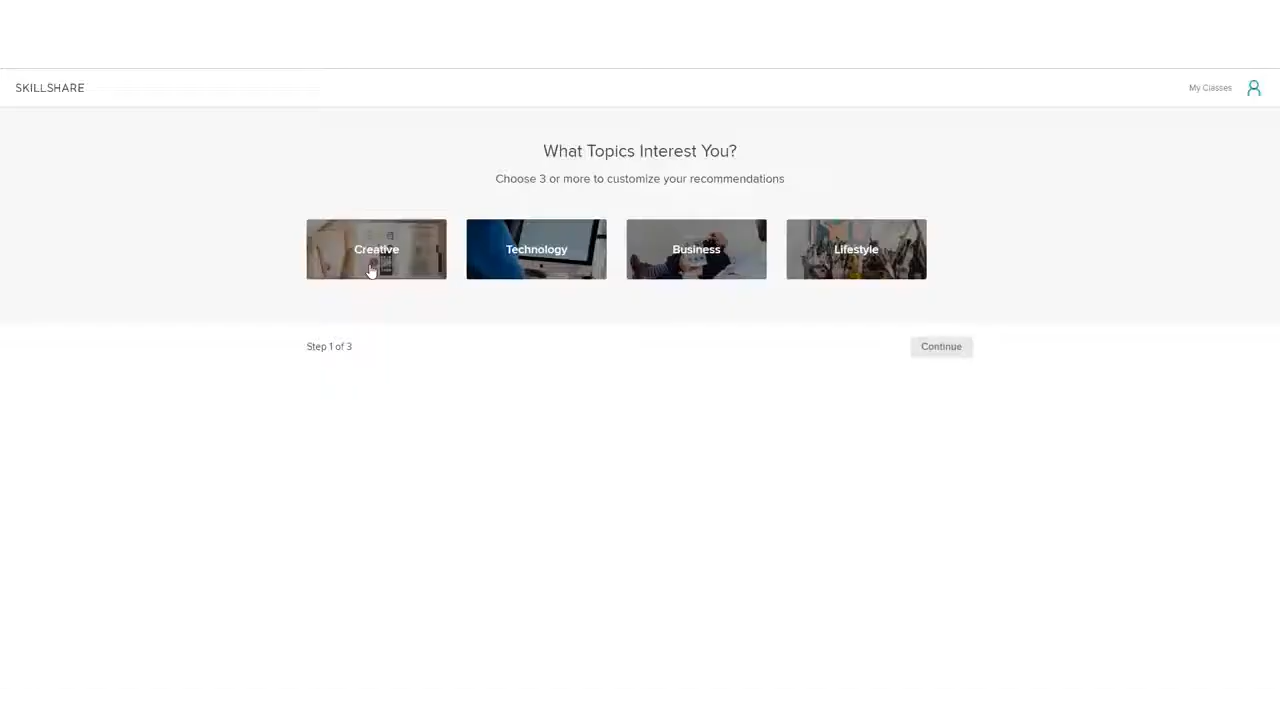 SKILLSHARE
My Classes
What Topics Interest You?
Choose 3 or more to customize your recommendations
Creative
Technology
Business
Lifestyle
Step 1 of 3
Continue